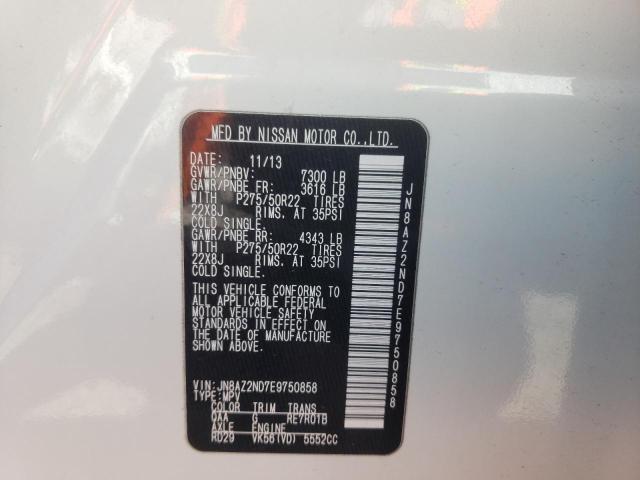 MFD BY NISSAN MOTOR CO.,LTD.
DATE: 11/13
GVWR/PNBV: 7300 LB
GAWR/PNBE FR: 3616 LB
WITH P275/50R22 TIRES
22X8J RIMS, AT 35PSI
COLD SINGLE.
GAWR/PNBE RR: 4343 LB
WITH P275/50R22 TIRES
22X8J RIMS, AT 35PSI
COLD SINGLE.
THIS VEHICLE CONFORMS TO
ALL APPLICABLE FEDERAL
MOTOR VEHICLE SAFETY
STANDARDS IN EFFECT ON
THE DATE OF MANUFACTURE
SHOWN ABOVE.
VIN: JN8AZ2ND7E9750858
TYPE: MPV
COLOR TRIM TRANS
QAA G RE7R01B
AXLE ENGINE
RD29 VK56(VD) 5552CC
JN8AZ2ND7E9750858